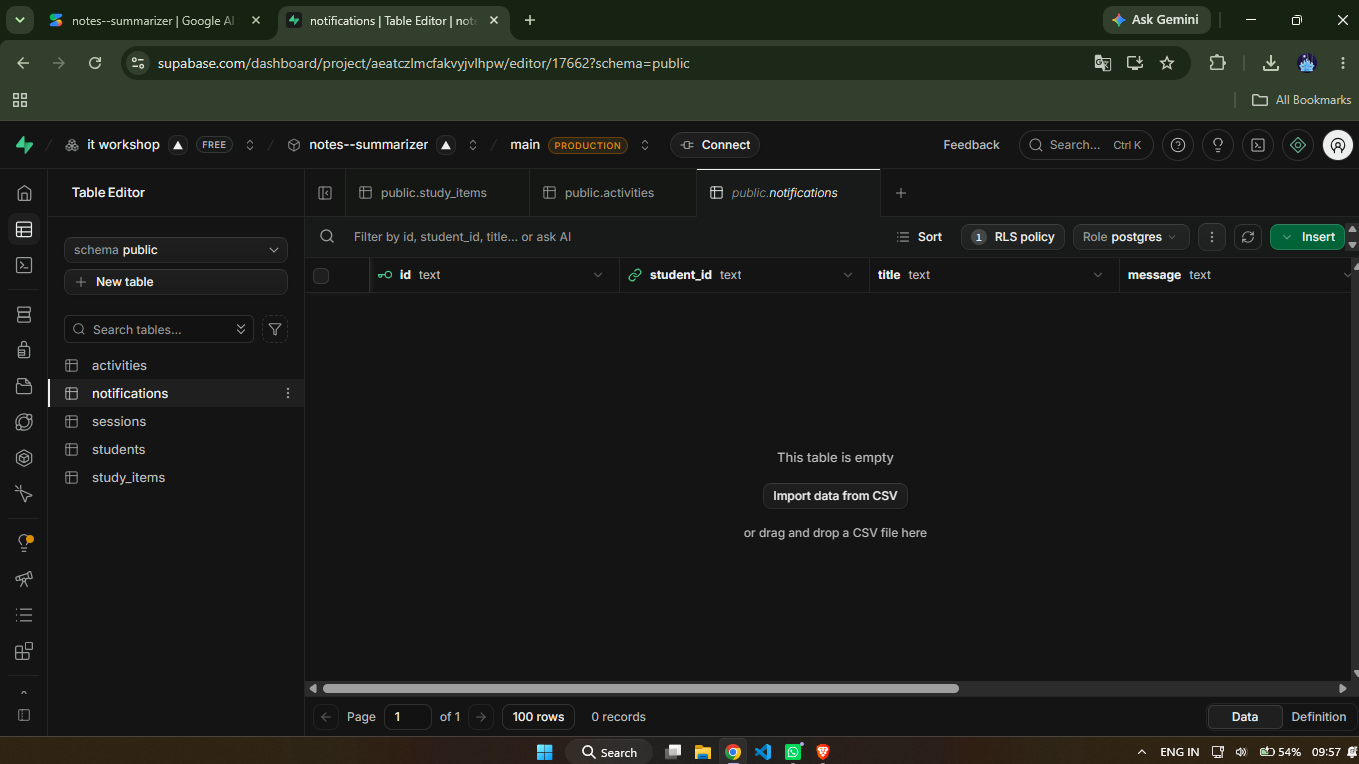 notes--summarizer | Google AI
notifications | Table Editor | note
Ask Gemini
supabase.com/dashboard/project/aeatczlmcfakvyjvlhpw/editor/17662?schema=public
All Bookmarks
it workshop FREE notes--summarizer main PRODUCTION Connect Feedback Search... Ctrl K
Table Editor
public.study_items public.activities public.notifications
schema public
Filter by id, student_id, title... or ask AI Sort 1 RLS policy Role postgres Insert
New table
id text student_id text title text message text
Search tables...
activities
notifications
sessions
students
study_items
This table is empty
Import data from CSV
or drag and drop a CSV file here
Page 1 of 1 100 rows 0 records Data Definition
Search ENG IN 54% 09:57